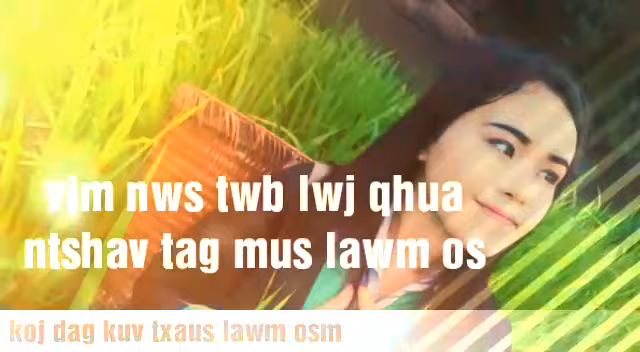 vim nws twb lwj qhua
ntshav tag mus lawm os
koj dag kuv txaus lawm osm